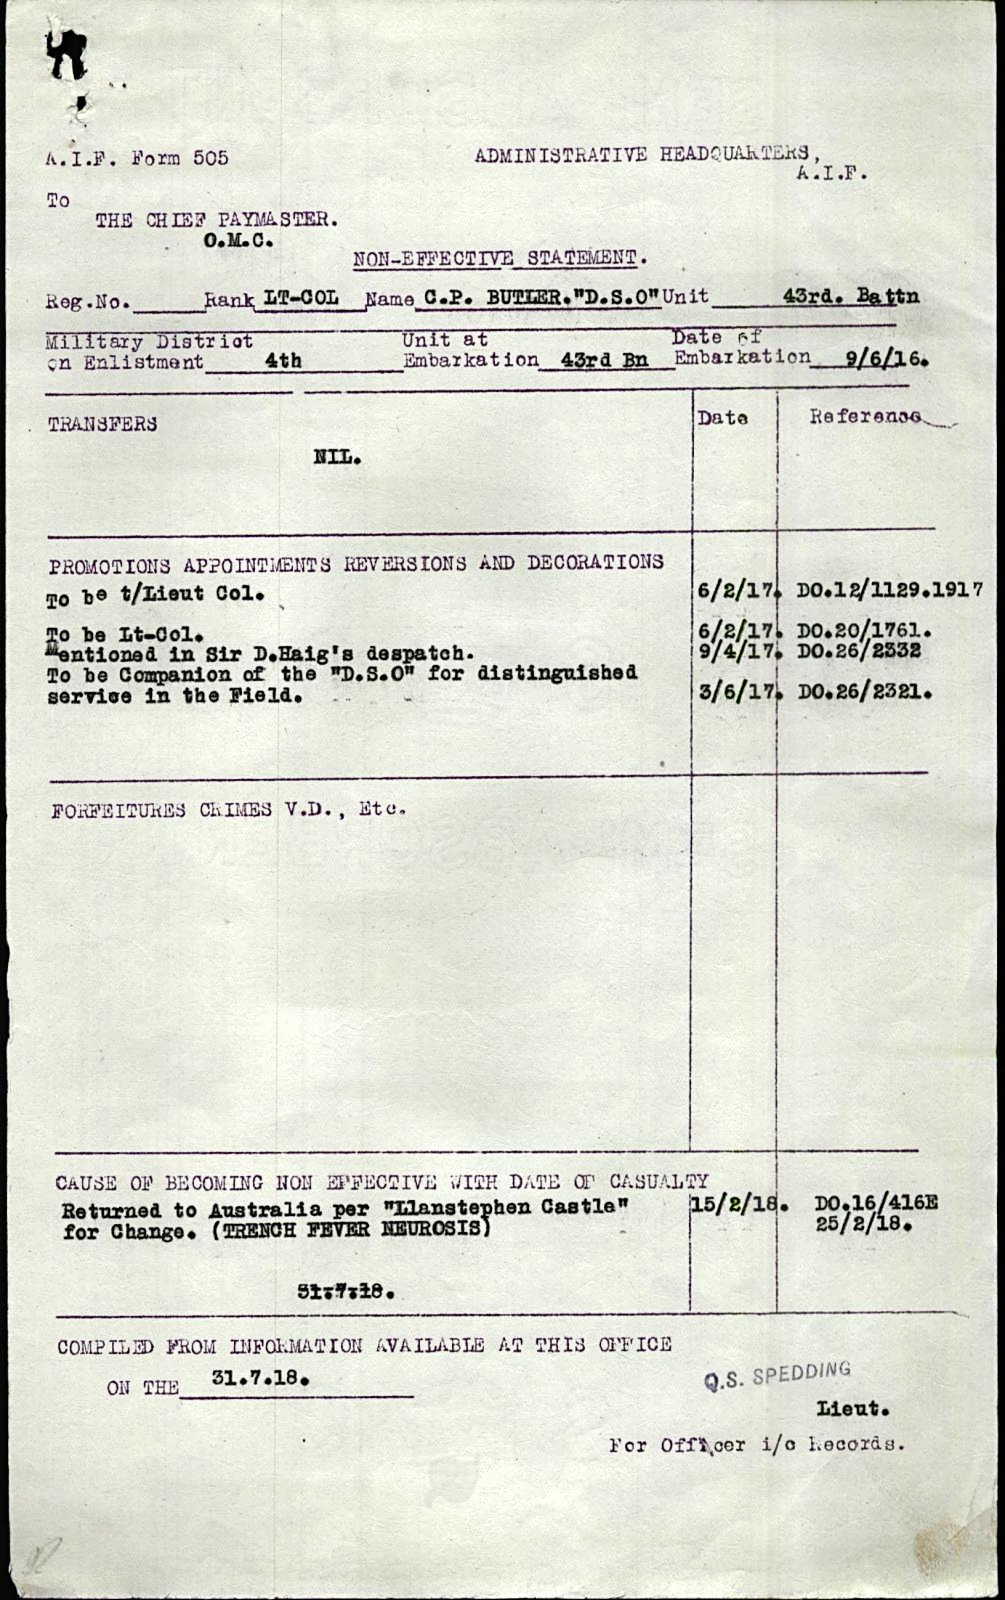 A.I.F. Form 505
ADMINISTRATIVE HEADQUARTERS,
A.I.F.
To
THE CHIEF PAYMASTER.
O.M.C.
NON-EFFECTIVE STATEMENT.
Reg.No. Rank LT-COL Name C.P. BUTLER."D.S.O" Unit 43rd. Battn
Military District Unit at Date of
on Enlistment 4th Embarkation 43rd Bn Embarkation 9/6/16.
TRANSFERS Date Reference
NIL.
PROMOTIONS APPOINTMENTS REVERSIONS AND DECORATIONS
To be t/Lieut Col. 6/2/17. DO.12/1129.1917
To be Lt-Col. 6/2/17. DO.20/1761.
Mentioned in Sir D.Haig's despatch. 9/4/17. DO.26/2332
To be Companion of the "D.S.O" for distinguished
service in the Field. 3/6/17. DO.26/2321.
FORFEITURES CRIMES V.D., Etc.
CAUSE OF BECOMING NON EFFECTIVE WITH DATE OF CASUALTY
Returned to Australia per "Llanstephen Castle" 15/2/18. DO.16/416E
for Change. (TRENCH FEVER NEUROSIS) 25/2/18.
31.7.18.
COMPILED FROM INFORMATION AVAILABLE AT THIS OFFICE
ON THE 31.7.18.
Q.S. SPEDDING
Lieut.
For Officer i/c Records.